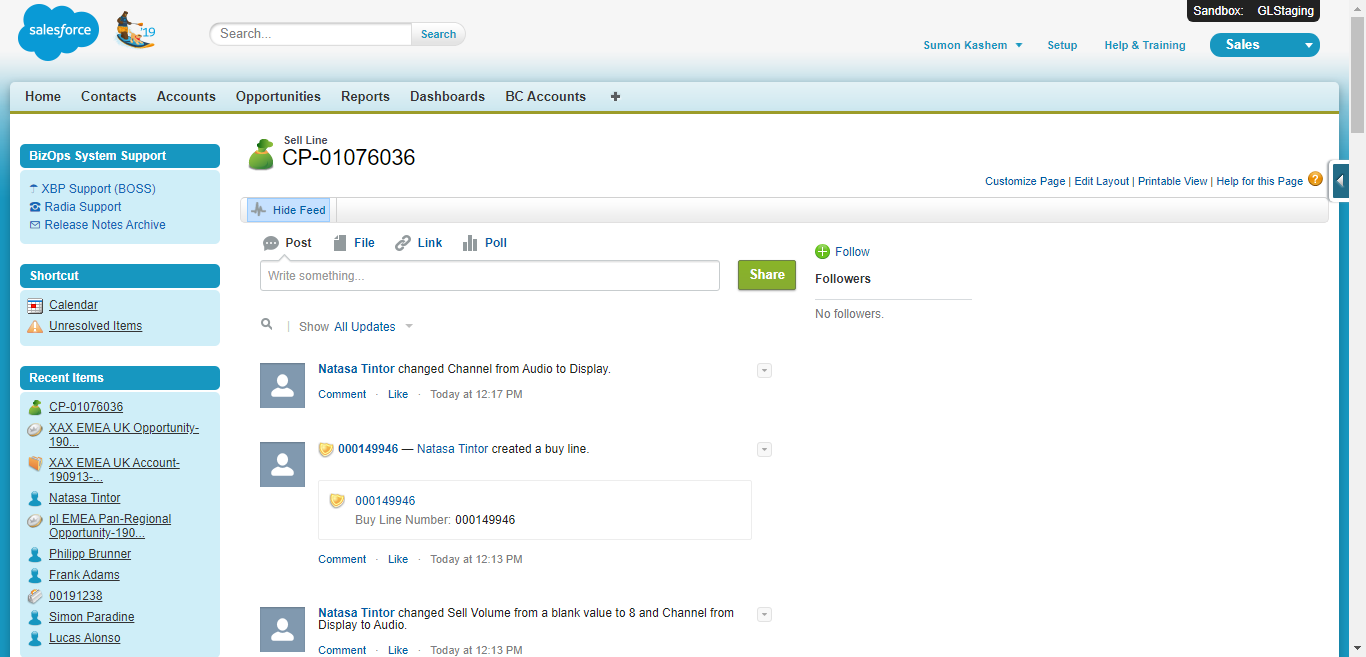 Sandbox: GLStaging
salesforce
'19
Search...
Search
Sumon Kashem
Setup
Help & Training
Sales
Home
Contacts
Accounts
Opportunities
Reports
Dashboards
BC Accounts
+
BizOps System Support
XBP Support (BOSS)
Radia Support
Release Notes Archive
Shortcut
Calendar
Unresolved Items
Recent Items
CP-01076036
XAX EMEA UK Opportunity-
190...
XAX EMEA UK Account-
190913-...
Natasa Tintor
pl EMEA Pan-Regional
Opportunity-190...
Philipp Brunner
Frank Adams
00191238
Simon Paradine
Lucas Alonso
Sell Line
CP-01076036
Customize Page | Edit Layout | Printable View | Help for this Page ?
Hide Feed
Post
File
Link
Poll
Write something...
Share
Show All Updates
Follow
Followers
No followers.
Natasa Tintor changed Channel from Audio to Display.
Comment · Like · Today at 12:17 PM
000149946 — Natasa Tintor created a buy line.
000149946
Buy Line Number: 000149946
Comment · Like · Today at 12:13 PM
Natasa Tintor changed Sell Volume from a blank value to 8 and Channel from
Display to Audio.
Comment · Like · Today at 12:13 PM